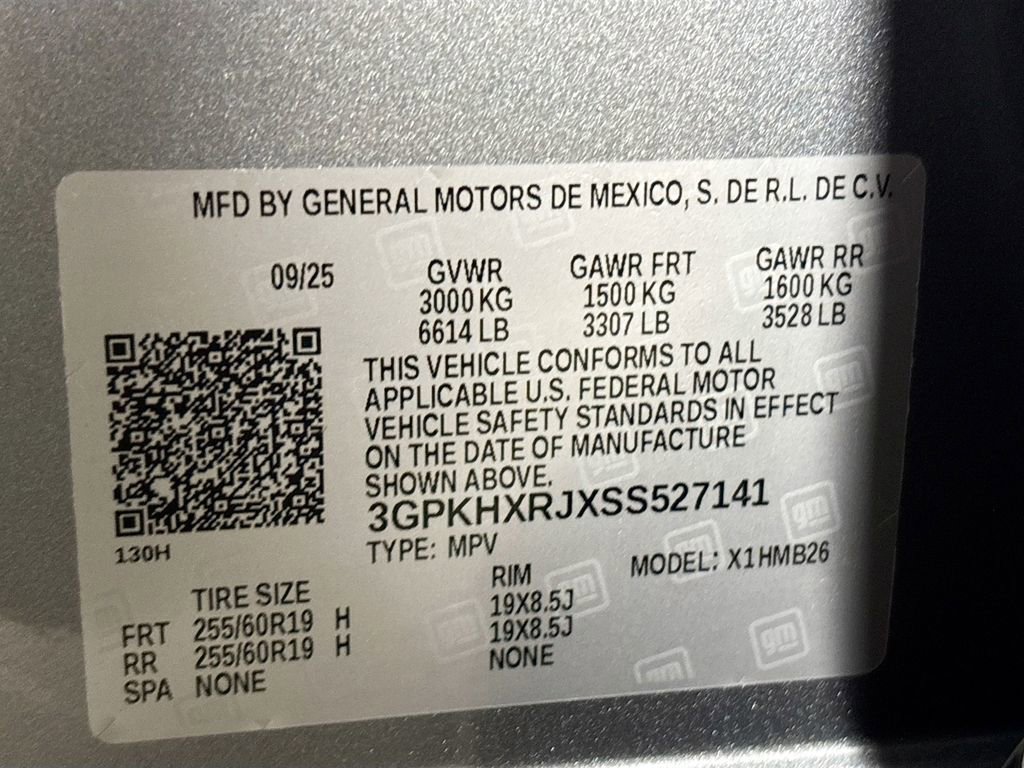 MFD BY GENERAL MOTORS DE MEXICO, S. DE R.L. DE C.V.
09/25 GVWR GAWR FRT GAWR RR
3000 KG 1500 KG 1600 KG
6614 LB 3307 LB 3528 LB
THIS VEHICLE CONFORMS TO ALL
APPLICABLE U.S. FEDERAL MOTOR
VEHICLE SAFETY STANDARDS IN EFFECT
ON THE DATE OF MANUFACTURE
SHOWN ABOVE.
3GPKHXRJXSS527141
130H
TYPE: MPV MODEL: X1HMB26
TIRE SIZE RIM
FRT 255/60R19 H 19X8.5J
RR 255/60R19 H 19X8.5J
SPA NONE NONE
gm
gm